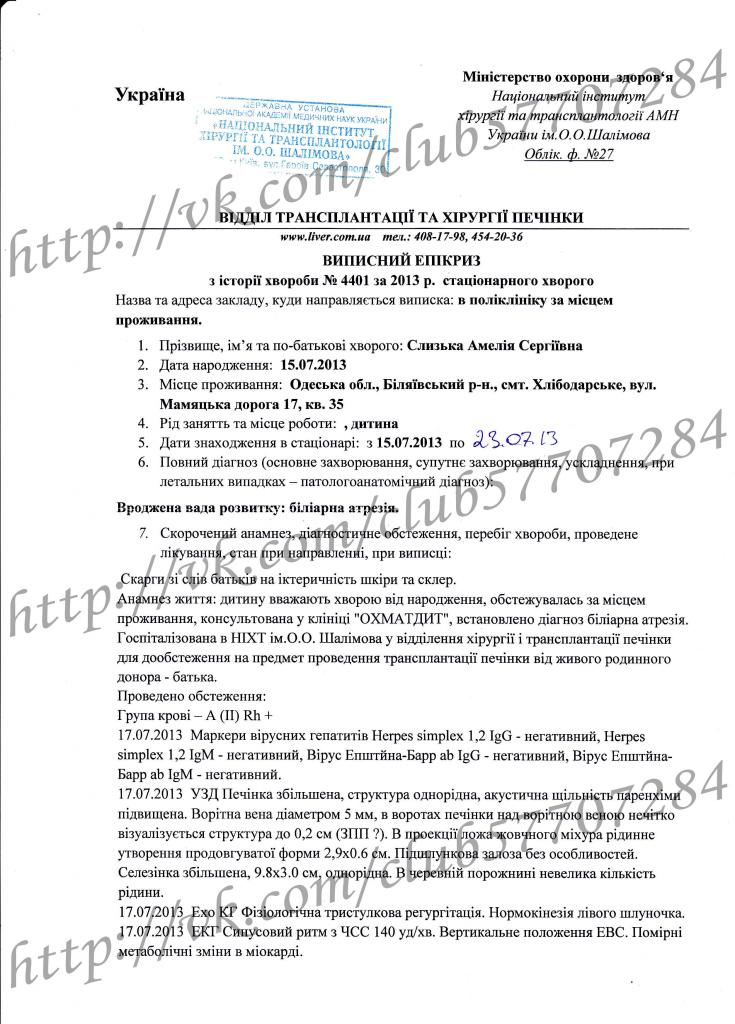 Україна
Міністерство охорони здоров'я
Національний інститут
хірургії та трансплантології АМН
України ім.О.О.Шалімова
Облік. ф. №27
ДЕРЖАВНА УСТАНОВА
НАЦІОНАЛЬНОЇ АКАДЕМІЇ МЕДИЧНИХ НАУК УКРАЇНИ
«НАЦІОНАЛЬНИЙ ІНСТИТУТ
ХІРУРГІЇ ТА ТРАНСПЛАНТОЛОГІЇ
ІМ. О.О. ШАЛІМОВА»
м. Київ, вул. Героїв Севастополя, 30
http://vk.com/club57707284
ВІДДІЛ ТРАНСПЛАНТАЦІЇ ТА ХІРУРГІЇ ПЕЧІНКИ
www.liver.com.ua тел.: 408-17-98, 454-20-36
ВИПИСНИЙ ЕПІКРИЗ
з історії хвороби № 4401 за 2013 р. стаціонарного хворого
Назва та адреса закладу, куди направляється виписка: в поліклініку за місцем
проживання.
1. Прізвище, ім'я та по-батькові хворого: Слизька Амелія Сергіївна
2. Дата народження: 15.07.2013
3. Місце проживання: Одеська обл., Біляївський р-н., смт. Хлібодарське, вул.
Мамяцька дорога 17, кв. 35
4. Рід занятть та місце роботи: , дитина
5. Дати знаходження в стаціонарі: з 15.07.2013 по 23.07.13
6. Повний діагноз (основне захворювання, супутнє захворювання, ускладнення, при
летальних випадках – патологоанатомічний діагноз):
http://vk.com/club57707284
Вроджена вада розвитку: біліарна атрезія.
7. Скорочений анамнез, діагностичне обстеження, перебіг хвороби, проведене
лікування, стан при направленні, при виписці:
Скарги зі слів батьків на іктеричність шкіри та склер.
Анамнез життя: дитину вважають хворою від народження, обстежувалась за місцем
проживання, консультована у клініці "ОХМАТДИТ", встановлено діагноз біліарна атрезія.
Госпіталізована в НІХТ ім.О.О. Шалімова у відділення хірургії і трансплантації печінки
для дообстеження на предмет проведення трансплантації печінки від живого родинного
донора - батька.
Проведено обстеження:
Група крові – А (ІІ) Rh +
17.07.2013 Маркери вірусних гепатитів Herpes simplex 1,2 IgG - негативний, Herpes
simplex 1,2 IgM - негативний, Вірус Епштйна-Барр ab IgG - негативний, Вірус Епштйна-
Барр ab IgM - негативний.
17.07.2013 УЗД Печінка збільшена, структура однорідна, акустична щільність паренхіми
підвищена. Ворітна вена діаметром 5 мм, в воротах печінки над ворітною веною нечітко
візуалізується структура до 0,2 см (ЗПП ?). В проекції ложа жовчного міхура рідинне
утворення продовгуватої форми 2,9х0.6 см. Підшлункова залоза без особливостей.
Селезінка збільшена, 9.8х3.0 см, однорідна. В черевній порожнині невелика кількість
рідини.
17.07.2013 Ехо КГ Фізіологічна тристулкова регургітація. Нормокінезія лівого шлуночка.
17.07.2013 ЕКГ Синусовий ритм з ЧСС 140 уд/хв. Вертикальне положення ЕВС. Помірні
метаболічні зміни в міокарді.
http://vk.com/club57707284